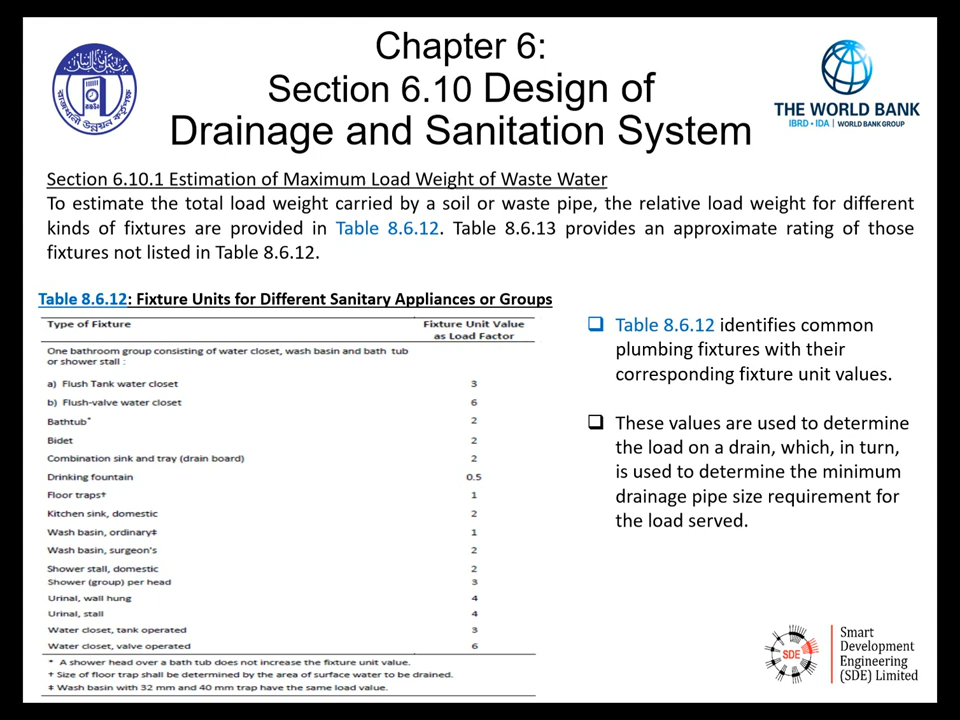 Chapter 6:
Section 6.10 Design of
Drainage and Sanitation System
THE WORLD BANK
IBRD • IDA | WORLD BANK GROUP
Section 6.10.1 Estimation of Maximum Load Weight of Waste Water
To estimate the total load weight carried by a soil or waste pipe, the relative load weight for different
kinds of fixtures are provided in Table 8.6.12. Table 8.6.13 provides an approximate rating of those
fixtures not listed in Table 8.6.12.
Table 8.6.12: Fixture Units for Different Sanitary Appliances or Groups
Type of Fixture Fixture Unit Value
as Load Factor
One bathroom group consisting of water closet, wash basin and bath tub
or shower stall :
a) Flush Tank water closet 3
b) Flush-valve water closet 6
Bathtub* 2
Bidet 2
Combination sink and tray (drain board) 2
Drinking fountain 0.5
Floor traps† 1
Kitchen sink, domestic 2
Wash basin, ordinary‡ 1
Wash basin, surgeon's 2
Shower stall, domestic 2
Shower (group) per head 3
Urinal, wall hung 4
Urinal, stall 4
Water closet, tank operated 3
Water closet, valve operated 6
* A shower head over a bath tub does not increase the fixture unit value.
† Size of floor trap shall be determined by the area of surface water to be drained.
‡ Wash basin with 32 mm and 40 mm trap have the same load value.
❑ Table 8.6.12 identifies common
plumbing fixtures with their
corresponding fixture unit values.
❑ These values are used to determine
the load on a drain, which, in turn,
is used to determine the minimum
drainage pipe size requirement for
the load served.
SDE
Smart
Development
Engineering
(SDE) Limited